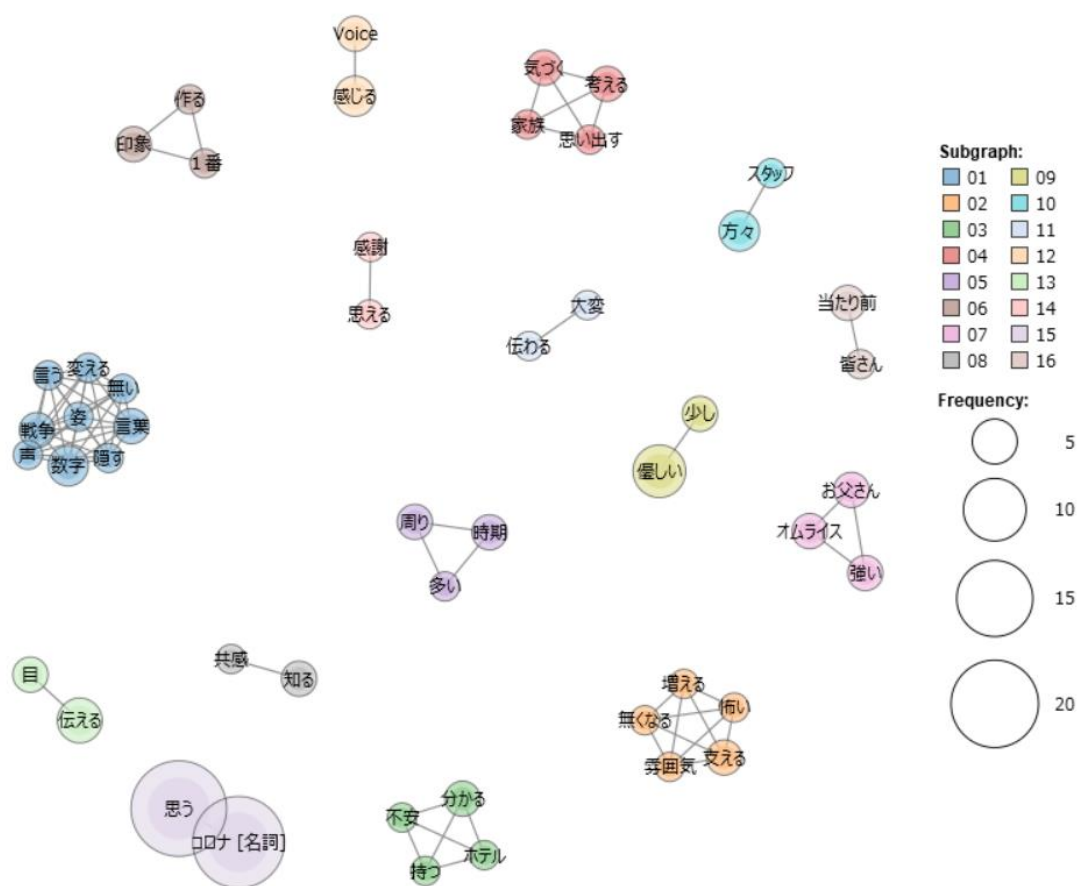 Voice
感じる
作る
印象
1番
気づく
考える
家族
思い出す
スタッフ
方々
感謝
思える
大変
伝わる
当たり前
皆さん
言う
変える
無い
姿
戦争
言葉
声
数字
隠す
少し
優しい
お父さん
オムライス
強い
周り
時期
多い
共感
知る
目
伝える
増える
怖い
無くなる
雰囲気
支える
思う
コロナ [名詞]
不安
分かる
持つ
ホテル
Subgraph:
01 09
02 10
03 11
04 12
05 13
06 14
07 15
08 16
Frequency:
5
10
15
20